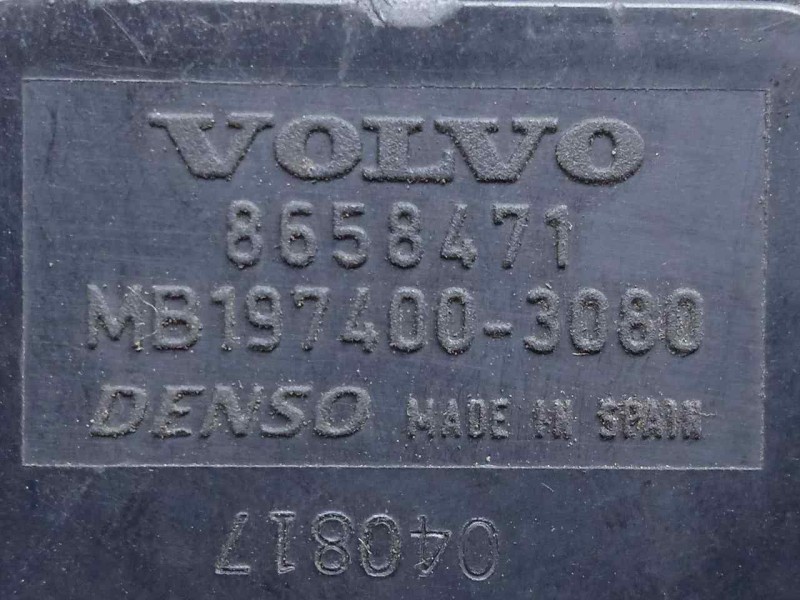 VOLVO
8658471
MB197400-3080
DENSO MADE IN SPAIN
040817